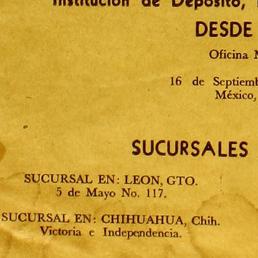 Institución de Depósito,
DESDE
Oficina
16 de
México,
SUCURSALES
SUCURSAL EN: LEON, GTO.
5 de Mayo No. 117.
SUCURSAL EN: CHIHUAHUA, Chih.
Victoria e Independencia.